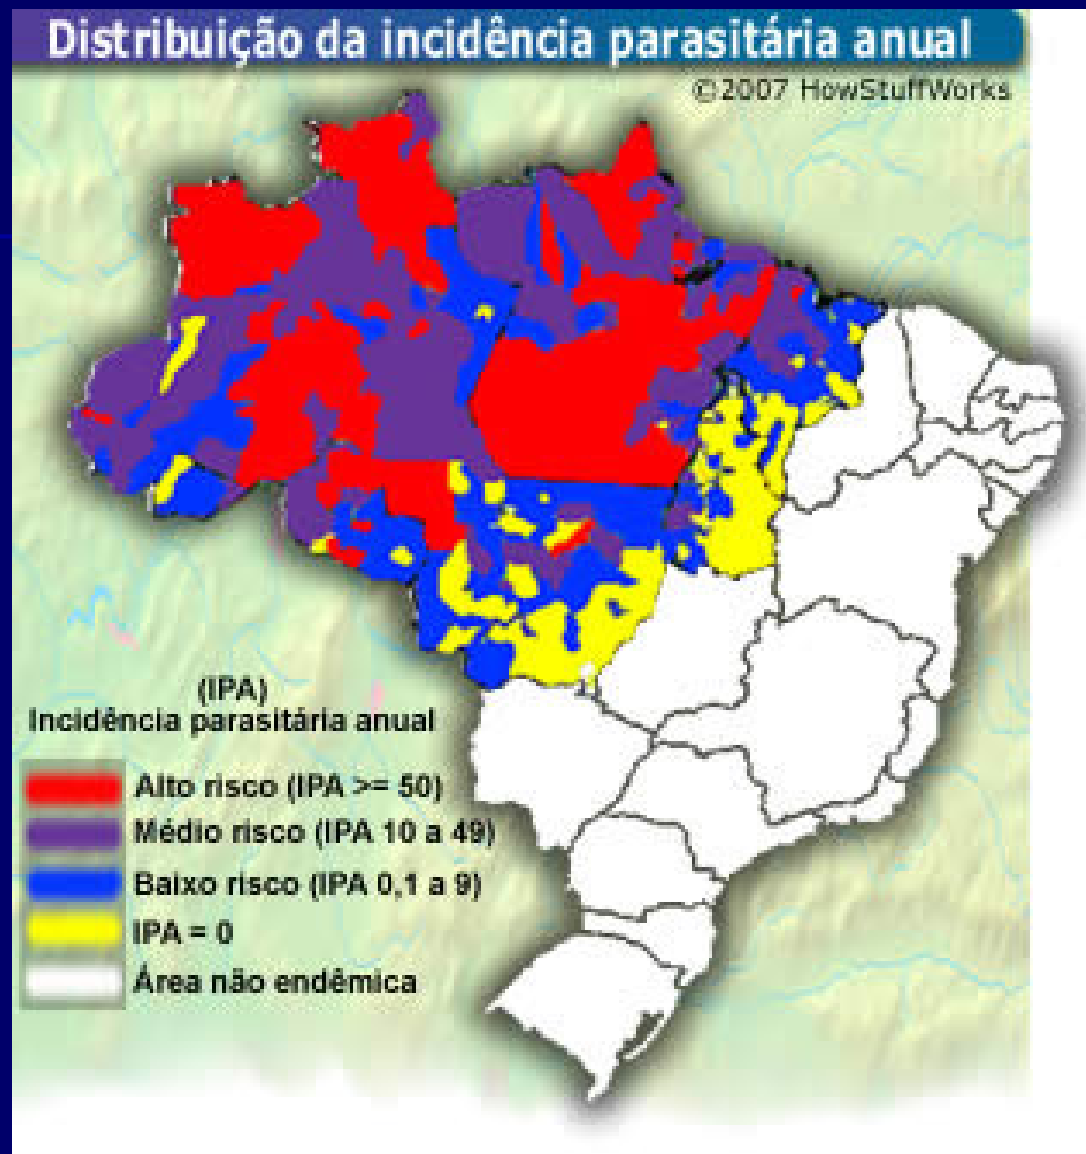 Distribuição da incidência parasitária anual
©2007 HowStuffWorks
(IPA)
Incidência parasitária anual
Alto risco (IPA >= 50)
Médio risco (IPA 10 a 49)
Baixo risco (IPA 0,1 a 9)
IPA = 0
Área não endêmica